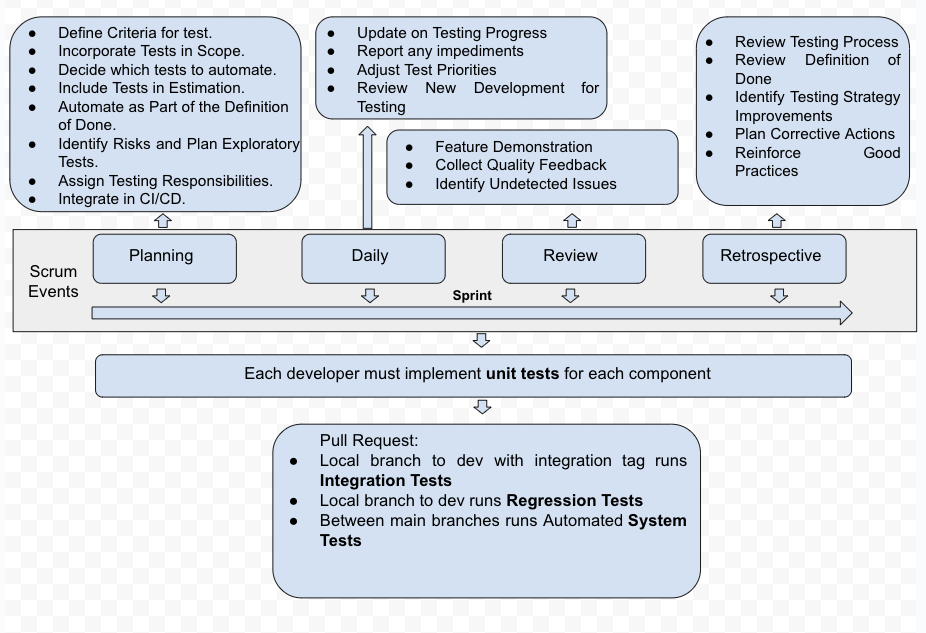 ● Define Criteria for test.
● Incorporate Tests in Scope.
● Decide which tests to automate.
● Include Tests in Estimation.
● Automate as Part of the Definition
of Done.
● Identify Risks and Plan Exploratory
Tests.
● Assign Testing Responsibilities.
● Integrate in CI/CD.
● Update on Testing Progress
● Report any impediments
● Adjust Test Priorities
● Review New Development for
Testing
● Feature Demonstration
● Collect Quality Feedback
● Identify Undetected Issues
● Review Testing Process
● Review Definition of
Done
● Identify Testing Strategy
Improvements
● Plan Corrective Actions
● Reinforce Good
Practices
Scrum
Events
Planning
Daily
Review
Retrospective
Sprint
Each developer must implement unit tests for each component
Pull Request:
● Local branch to dev with integration tag runs
Integration Tests
● Local branch to dev runs Regression Tests
● Between main branches runs Automated System
Tests